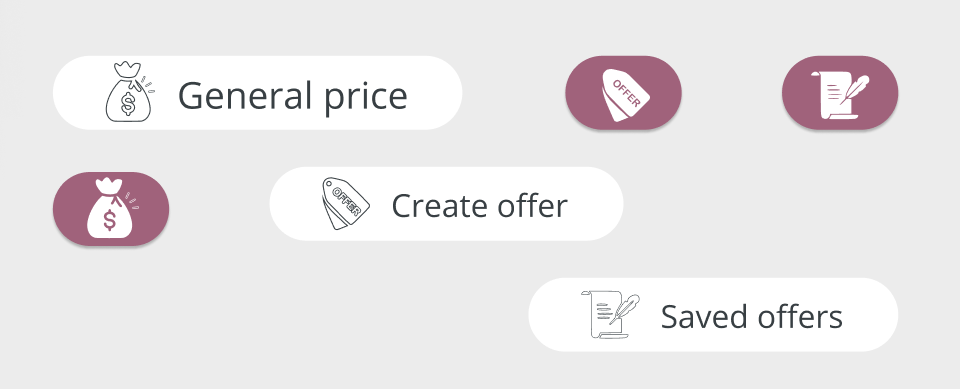 $ General price
OFFER
$
OFFER Create offer
Saved offers